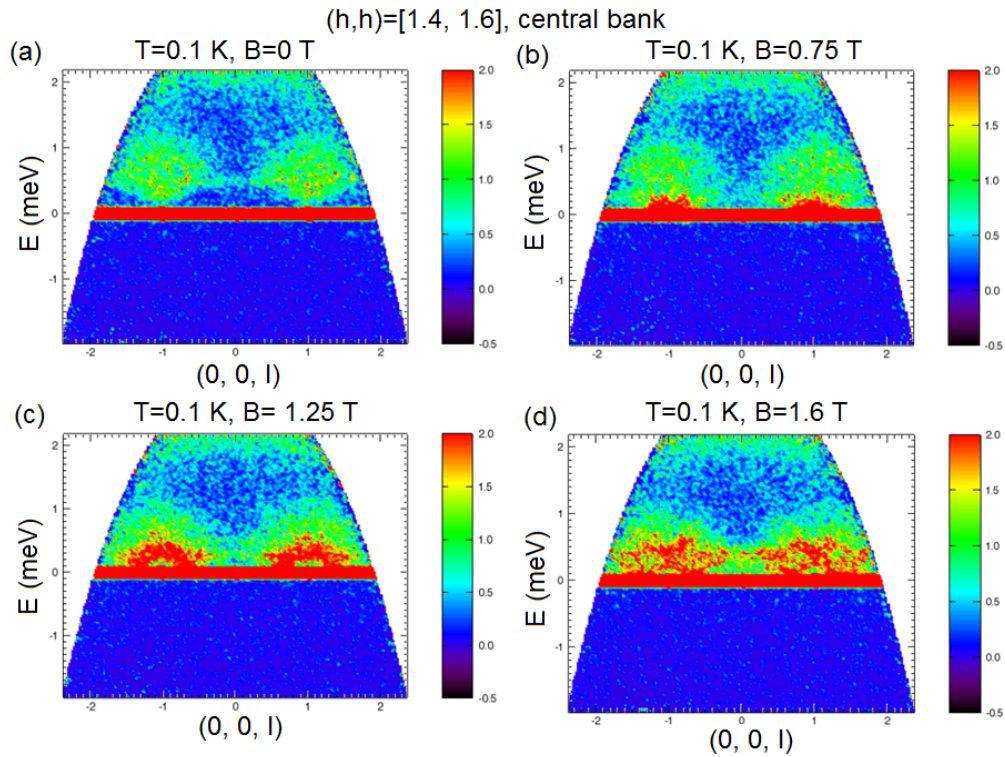 (h,h)=[1.4, 1.6], central bank
(a) T=0.1 K, B=0 T
2.0
1.5
1.0
0.5
0.0
-0.5
2
1
0
-1
E (meV)
-2 -1 0 1 2
(0, 0, l)
(b) T=0.1 K, B=0.75 T
2.0
1.5
1.0
0.5
0.0
-0.5
2
1
0
-1
E (meV)
-2 -1 0 1 2
(0, 0, l)
(c) T=0.1 K, B= 1.25 T
2.0
1.5
1.0
0.5
0.0
-0.5
2
1
0
-1
E (meV)
-2 -1 0 1 2
(0, 0, l)
(d) T=0.1 K, B=1.6 T
2.0
1.5
1.0
0.5
0.0
-0.5
2
1
0
-1
E (meV)
-2 -1 0 1 2
(0, 0, l)